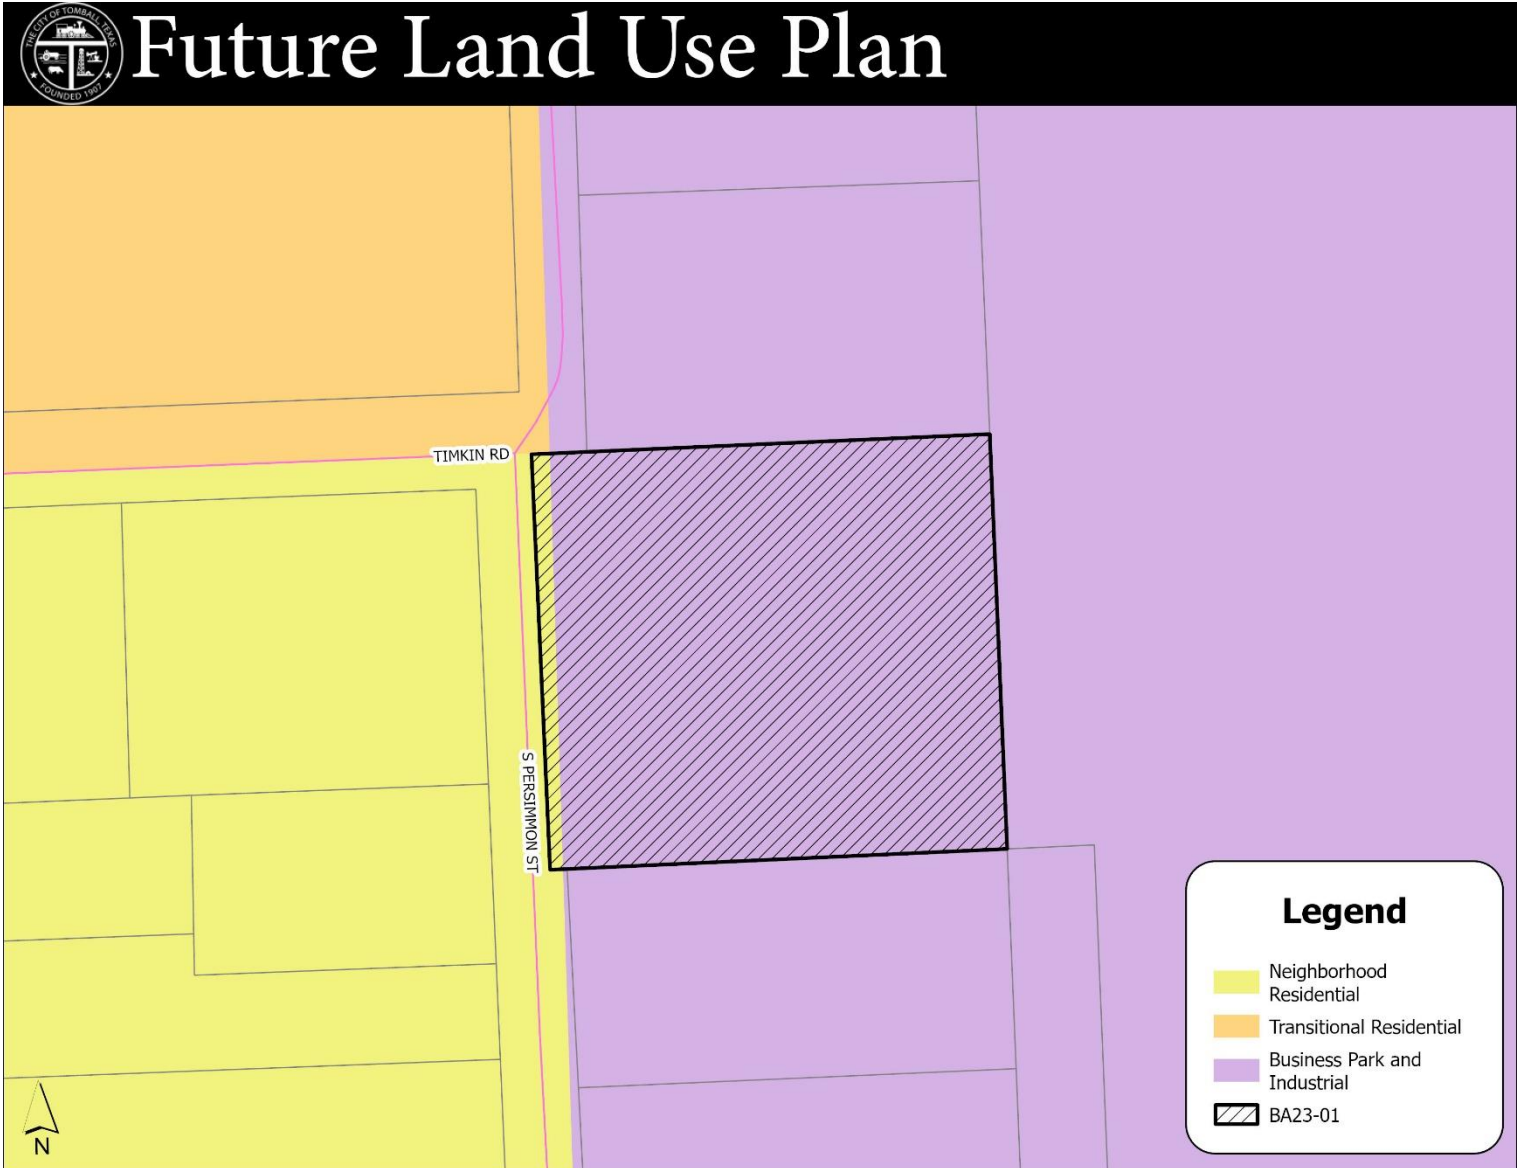 THE CITY OF TOMBALL, TEXAS
FOUNDED 1907
Future Land Use Plan
TIMKIN RD
S PERSIMMON ST
Legend
Neighborhood
Residential
Transitional Residential
Business Park and
Industrial
BA23-01
N